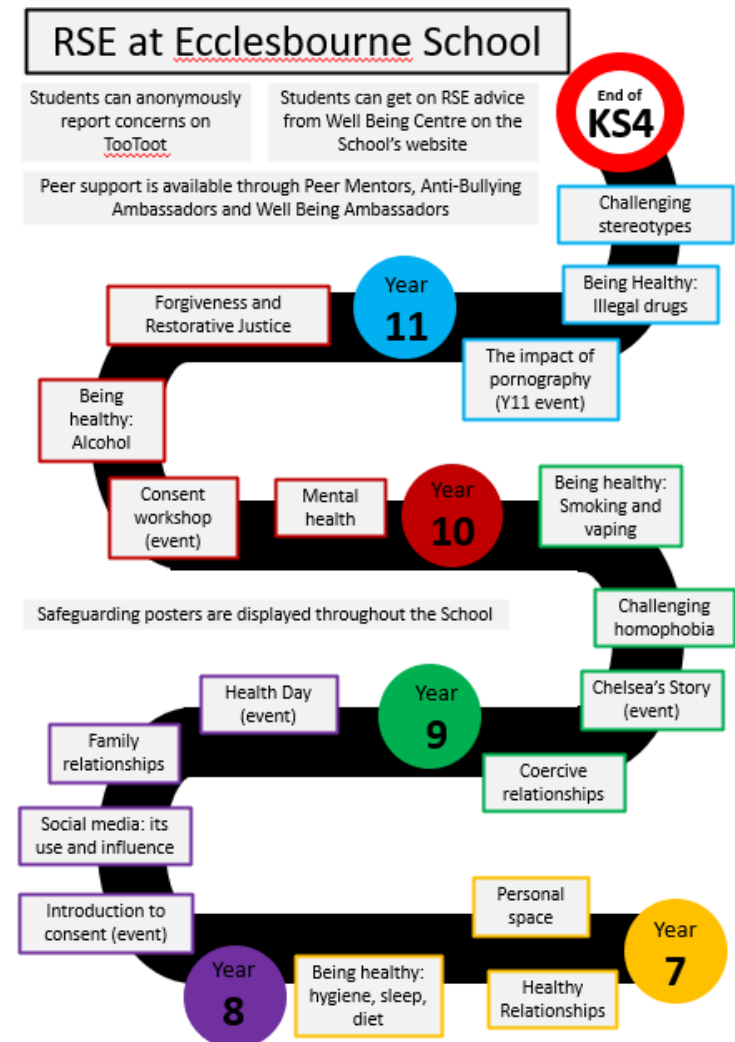 RSE at Ecclesbourne School
Students can anonymously
report concerns on
TooToot
Students can get on RSE advice
from Well Being Centre on the
School's website
End of
KS4
Peer support is available through Peer Mentors, Anti-Bullying
Ambassadors and Well Being Ambassadors
Challenging
stereotypes
Being Healthy:
Illegal drugs
Year
11
Forgiveness and
Restorative Justice
The impact of
pornography
(Y11 event)
Being
healthy:
Alcohol
Consent
workshop
(event)
Mental
health
Year
10
Being healthy:
Smoking and
vaping
Safeguarding posters are displayed throughout the School
Challenging
homophobia
Chelsea's Story
(event)
Health Day
(event)
Year
9
Family
relationships
Coercive
relationships
Social media: its
use and influence
Introduction to
consent (event)
Personal
space
Year
7
Year
8
Being healthy:
hygiene, sleep,
diet
Healthy
Relationships